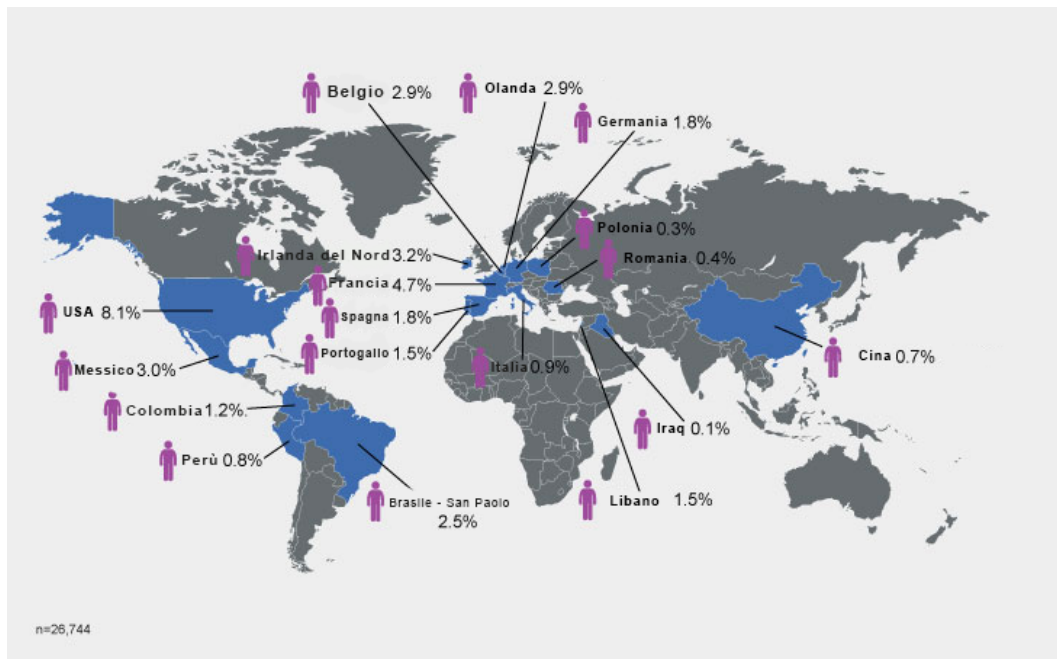 Belgio 2.9%
Olanda 2.9%
Germania 1.8%
Polonia 0.3%
Irlanda del Nord 3.2%
Romania 0.4%
Francia 4.7%
USA 8.1%
Spagna 1.8%
Portogallo 1.5%
Cina 0.7%
Messico 3.0%
Italia 0.9%
Colombia 1.2%
Iraq 0.1%
Perù 0.8%
Brasile - San Paolo
2.5%
Libano 1.5%
n=26,744